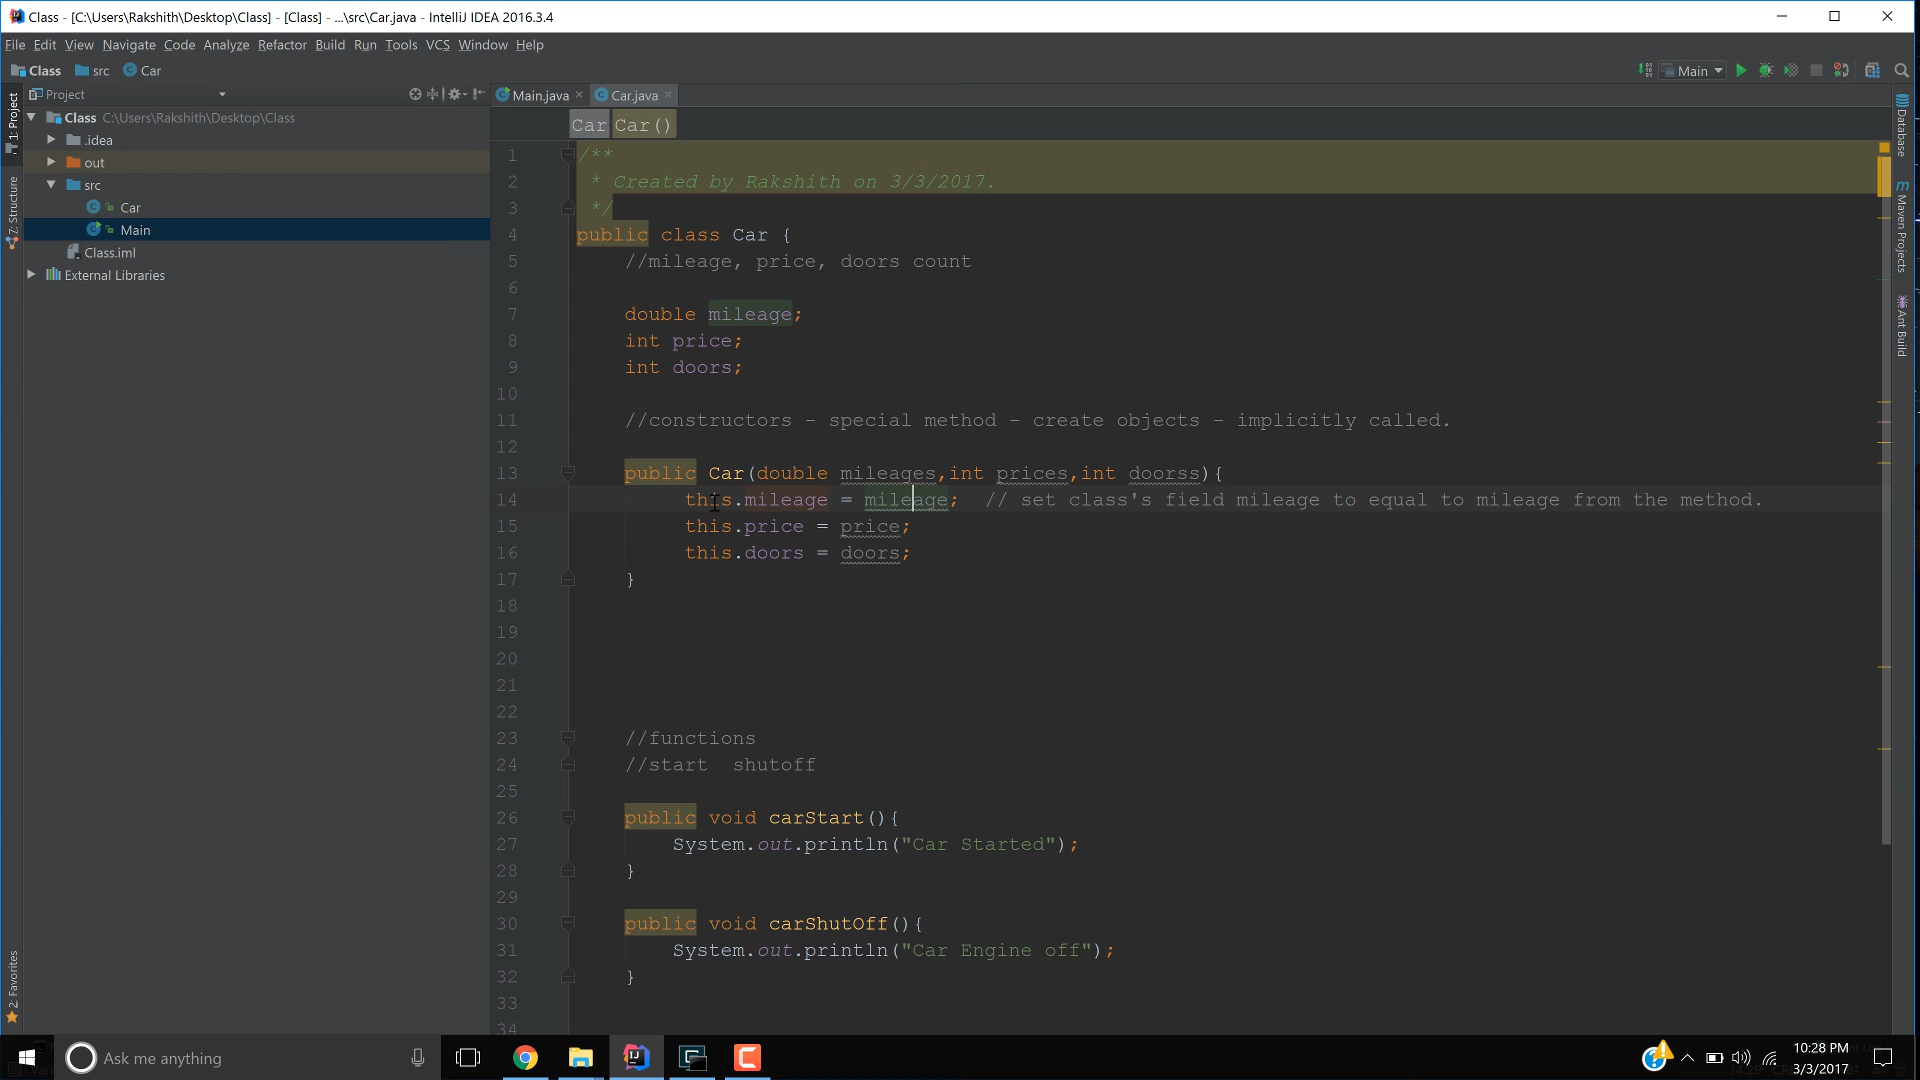 Class - [C:\Users\Rakshith\Desktop\Class] - [Class] - ...\src\Car.java - IntelliJ IDEA 2016.3.4
File Edit View Navigate Code Analyze Refactor Build Run Tools VCS Window Help
Class src Car
Main
Project
Main.java Car.java
1: Project
Class C:\Users\Rakshith\Desktop\Class
.idea
out
src
Car
Main
Class.iml
External Libraries
7: Structure
2: Favorites
Car Car()
1 /**
2 * Created by Rakshith on 3/3/2017.
3 */
4 public class Car {
5 //mileage, price, doors count
6
7 double mileage;
8 int price;
9 int doors;
10
11 //constructors - special method - create objects - implicitly called.
12
13 public Car(double mileages,int prices,int doorss){
14 this.mileage = mileage; // set class's field mileage to equal to mileage from the method.
15 this.price = price;
16 this.doors = doors;
17 }
18
19
20
21
22
23 //functions
24 //start shutoff
25
26 public void carStart(){
27 System.out.println("Car Started");
28 }
29
30 public void carShutOff(){
31 System.out.println("Car Engine off");
32 }
33
34
Database
Maven Projects
Ant Build
Ask me anything
10:28 PM
3/3/2017